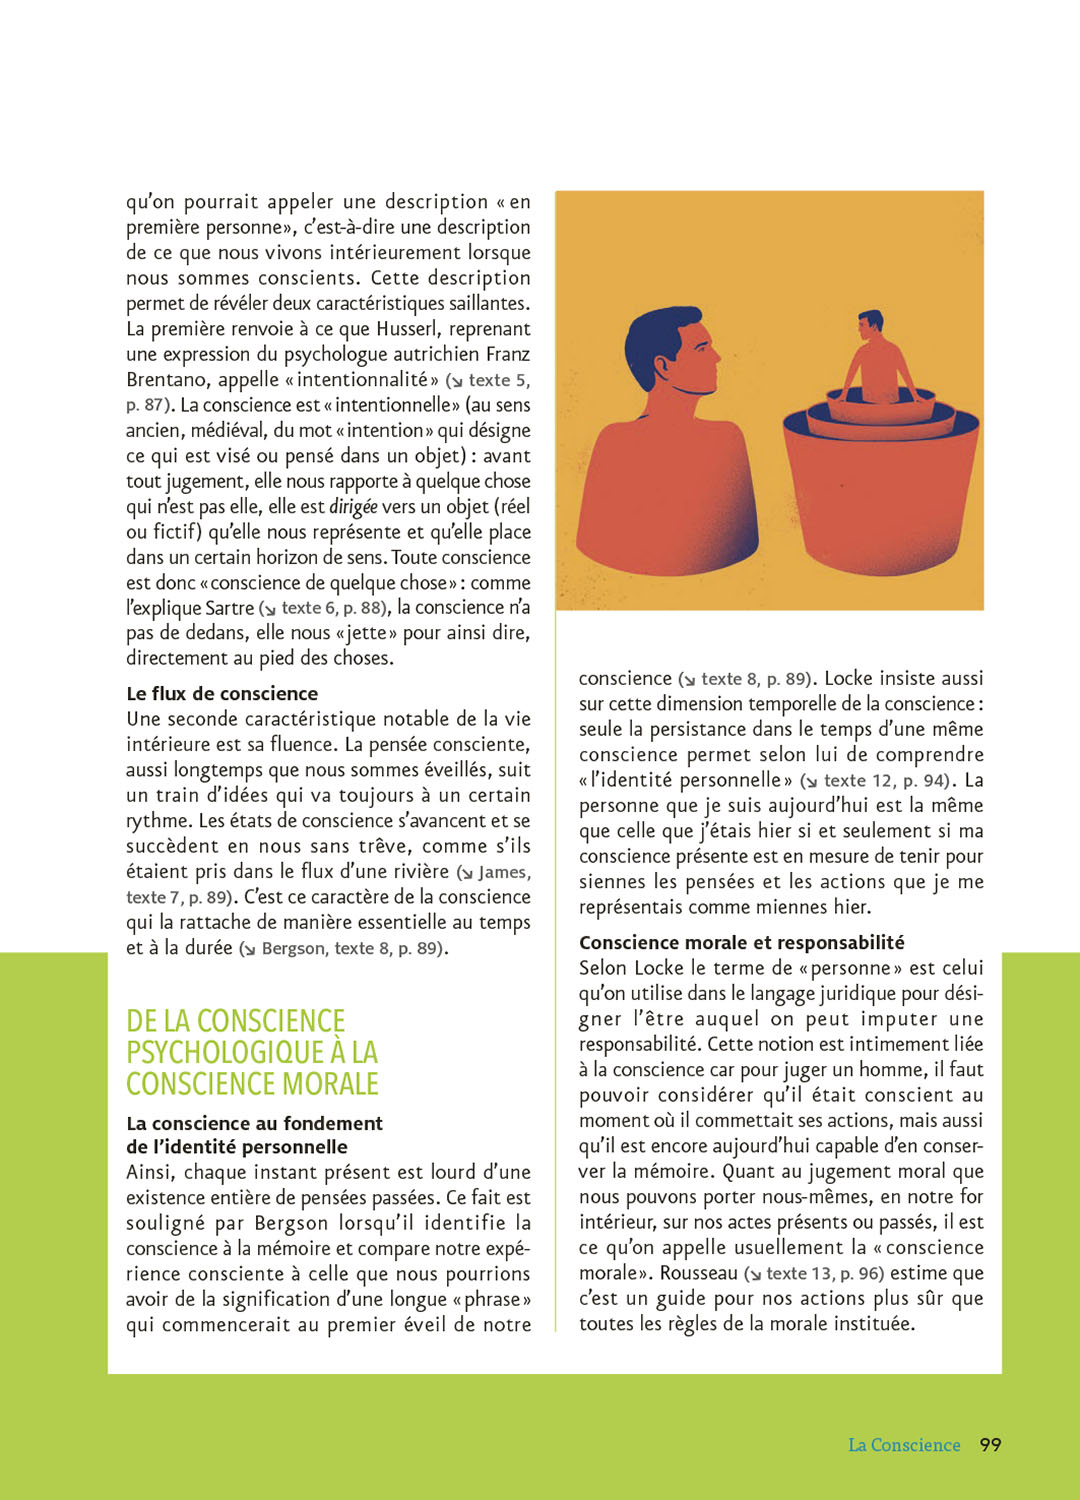 qu’on pourrait appeler une description « en
première personne», c’est-à-dire une description
de ce que nous vivons intérieurement lorsque
nous sommes conscients. Cette description
permet de révéler deux caractéristiques saillantes.
La première renvoie à ce que Husserl, reprenant
une expression du psychologue autrichien Franz
Brentano, appelle « intentionnalité » (↘ texte 5,
p. 87). La conscience est « intentionnelle » (au sens
ancien, médiéval, du mot « intention » qui désigne
ce qui est visé ou pensé dans un objet) : avant
tout jugement, elle nous rapporte à quelque chose
qui n’est pas elle, elle est dirigée vers un objet (réel
ou fictif) qu’elle nous représente et qu’elle place
dans un certain horizon de sens. Toute conscience
est donc « conscience de quelque chose » : comme
l’explique Sartre (↘ texte 6, p. 88), la conscience n’a
pas de dedans, elle nous « jette » pour ainsi dire,
directement au pied des choses.
Le flux de conscience
Une seconde caractéristique notable de la vie
intérieure est sa fluence. La pensée consciente,
aussi longtemps que nous sommes éveillés, suit
un train d’idées qui va toujours à un certain
rythme. Les états de conscience s’avancent et se
succèdent en nous sans trêve, comme s’ils
étaient pris dans le flux d’une rivière (↘ James,
texte 7, p. 89). C’est ce caractère de la conscience
qui la rattache de manière essentielle au temps
et à la durée (↘ Bergson, texte 8, p. 89).
DE LA CONSCIENCE
PSYCHOLOGIQUE À LA
CONSCIENCE MORALE
La conscience au fondement
de l’identité personnelle
Ainsi, chaque instant présent est lourd d’une
existence entière de pensées passées. Ce fait est
souligné par Bergson lorsqu’il identifie la
conscience à la mémoire et compare notre expé-
rience consciente à celle que nous pourrions
avoir de la signification d’une longue « phrase »
qui commencerait au premier éveil de notre
conscience (↘ texte 8, p. 89). Locke insiste aussi
sur cette dimension temporelle de la conscience :
seule la persistance dans le temps d’une même
conscience permet selon lui de comprendre
« l’identité personnelle » (↘ texte 12, p. 94). La
personne que je suis aujourd’hui est la même
que celle que j’étais hier si et seulement si ma
conscience présente est en mesure de tenir pour
siennes les pensées et les actions que je me
représentais comme miennes hier.
Conscience morale et responsabilité
Selon Locke le terme de « personne » est celui
qu’on utilise dans le langage juridique pour dési-
gner l’être auquel on peut imputer une
responsabilité. Cette notion est intimement liée
à la conscience car pour juger un homme, il faut
pouvoir considérer qu’il était conscient au
moment où il commettait ses actions, mais aussi
qu’il est encore aujourd’hui capable d’en conser-
ver la mémoire. Quant au jugement moral que
nous pouvons porter nous-mêmes, en notre for
intérieur, sur nos actes présents ou passés, il est
ce qu’on appelle usuellement la « conscience
morale». Rousseau (↘ texte 13, p. 96) estime que
c’est un guide pour nos actions plus sûr que
toutes les règles de la morale instituée.
La Conscience 99